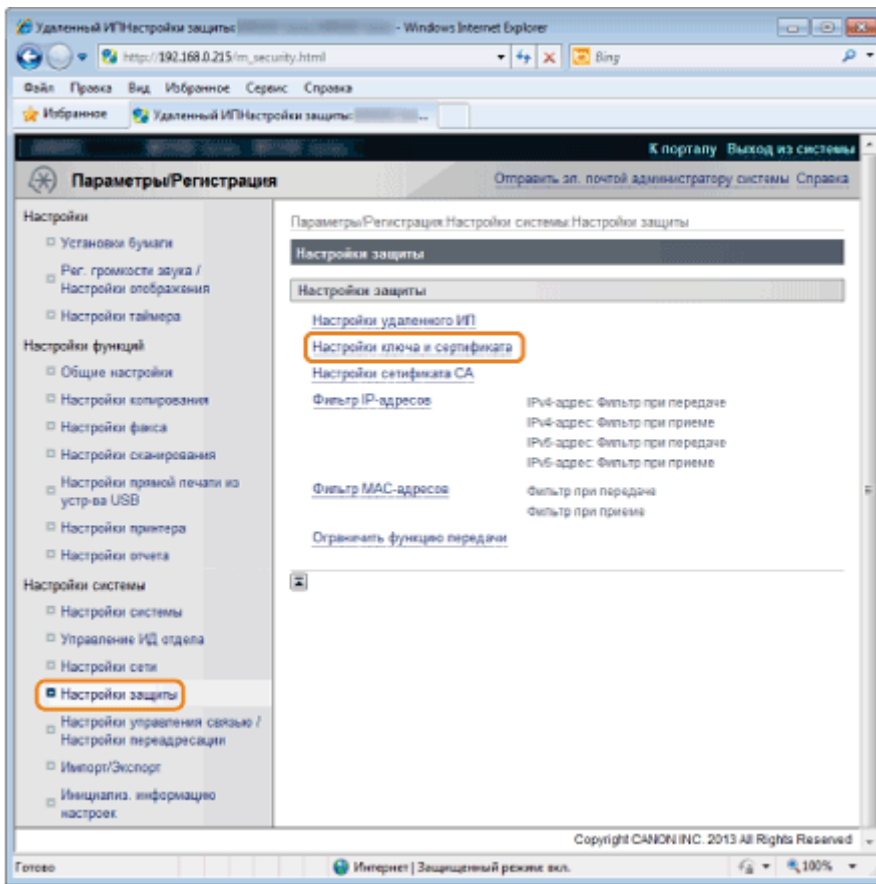 Удаленный ИПНастройки защиты: - Windows Internet Explorer
http://192.168.0.215/m_security.html
Bing
Файл Правка Вид Избранное Сервис Справка
Избранное
Удаленный ИПНастройки защиты: ...
К порталу Выход из системы
Параметры/Регистрация
Отправить эл. почтой администратору системы Справка
Настройки
Установки бумаги
Рег. громкости звука /
Настройки отображения
Настройки таймера
Настройки функций
Общие настройки
Настройки копирования
Настройки факса
Настройки сканирования
Настройки прямой печати из
устр-ва USB
Настройки принтера
Настройки отчета
Настройки системы
Настройки системы
Управление ИД отдела
Настройки сети
Настройки защиты
Настройки управления связью /
Настройки переадресации
Импорт/Экспорт
Инициализ. информацию
настроек
Параметры/Регистрация:Настройки системы:Настройки защиты
Настройки защиты
Настройки защиты
Настройки удаленного ИП
Настройки ключа и сертификата
Настройки сетификата CA
Фильтр IP-адресов
IPv4-адрес: Фильтр при передаче
IPv4-адрес: Фильтр при приеме
IPv6-адрес: Фильтр при передаче
IPv6-адрес: Фильтр при приеме
Фильтр MAC-адресов
Фильтр при передаче
Фильтр при приеме
Ограничить функцию передачи
Copyright CANON INC. 2013 All Rights Reserved
Готово
Интернет | Защищенный режим: вкл.
100%